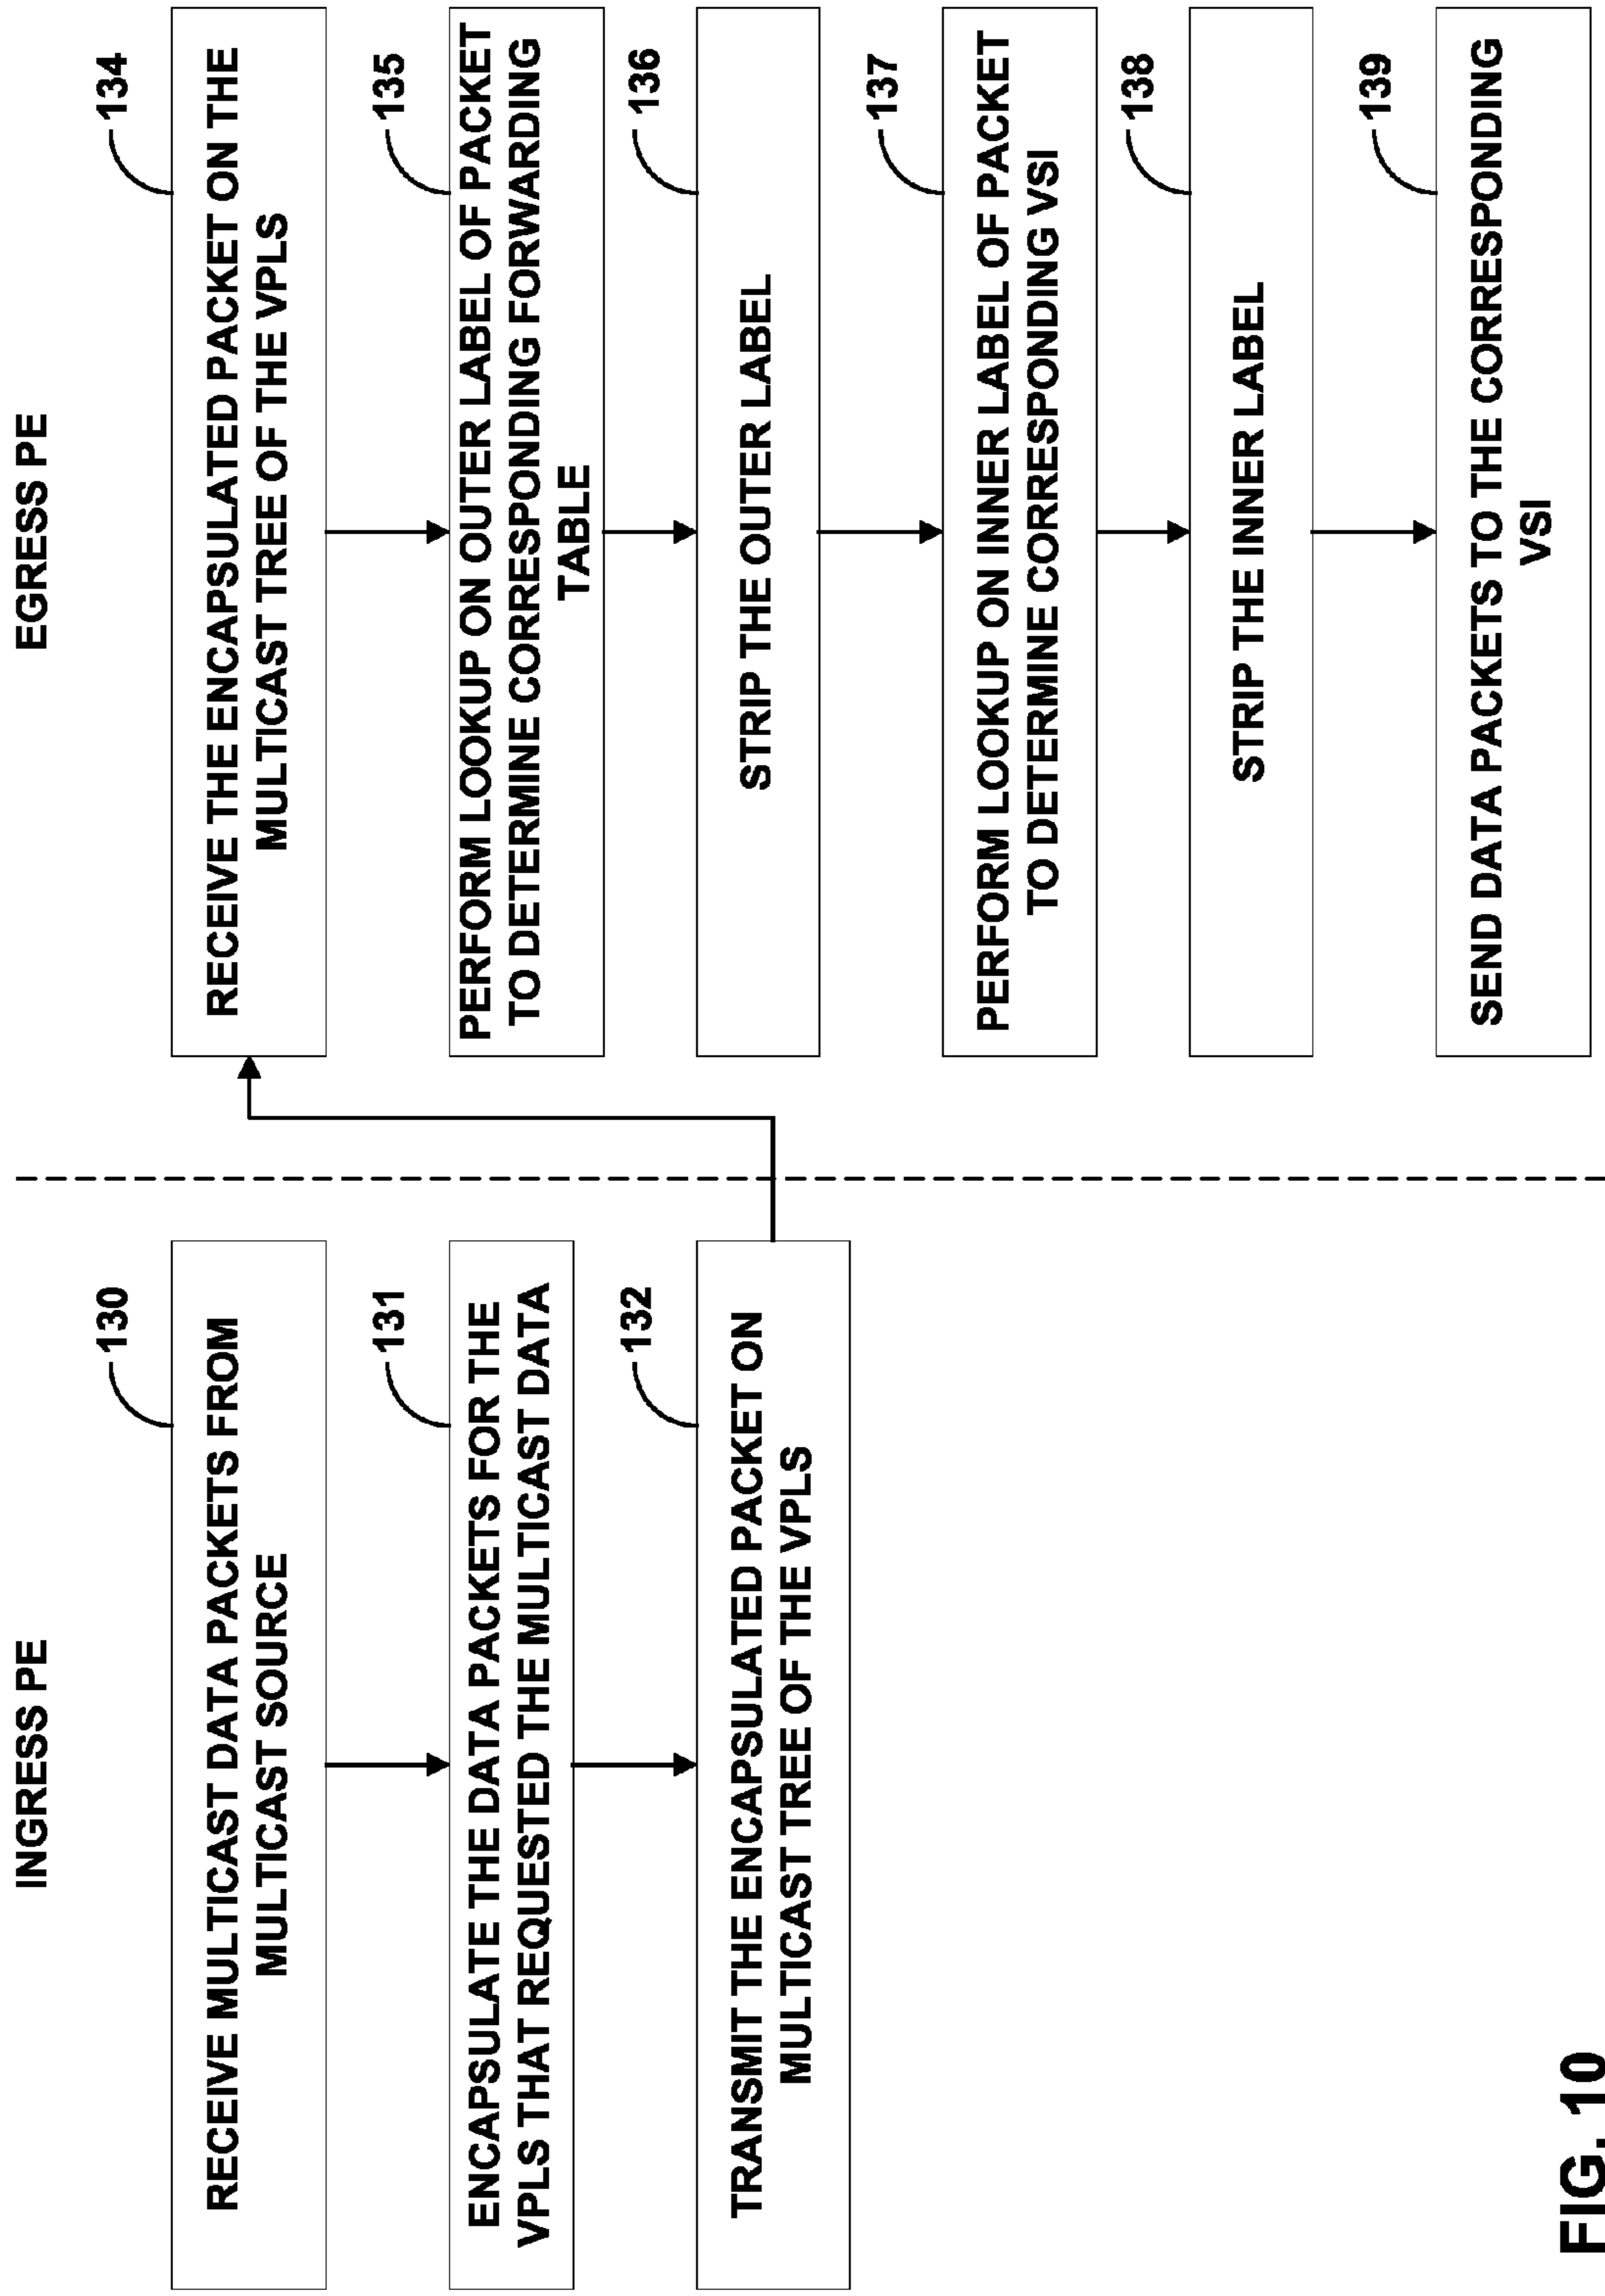 INGRESS PE
130
RECEIVE MULTICAST DATA PACKETS FROM
MULTICAST SOURCE
131
ENCAPSULATE THE DATA PACKETS FOR THE
VPLS THAT REQUESTED THE MULTICAST DATA
132
TRANSMIT THE ENCAPSULATED PACKET ON
MULTICAST TREE OF THE VPLS
EGRESS PE
134
RECEIVE THE ENCAPSULATED PACKET ON THE
MULTICAST TREE OF THE VPLS
135
PERFORM LOOKUP ON OUTER LABEL OF PACKET
TO DETERMINE CORRESPONDING FORWARDING
TABLE
136
STRIP THE OUTER LABEL
137
PERFORM LOOKUP ON INNER LABEL OF PACKET
TO DETERMINE CORRESPONDING VSI
138
STRIP THE INNER LABEL
139
SEND DATA PACKETS TO THE CORRESPONDING
VSI
FIG. 10